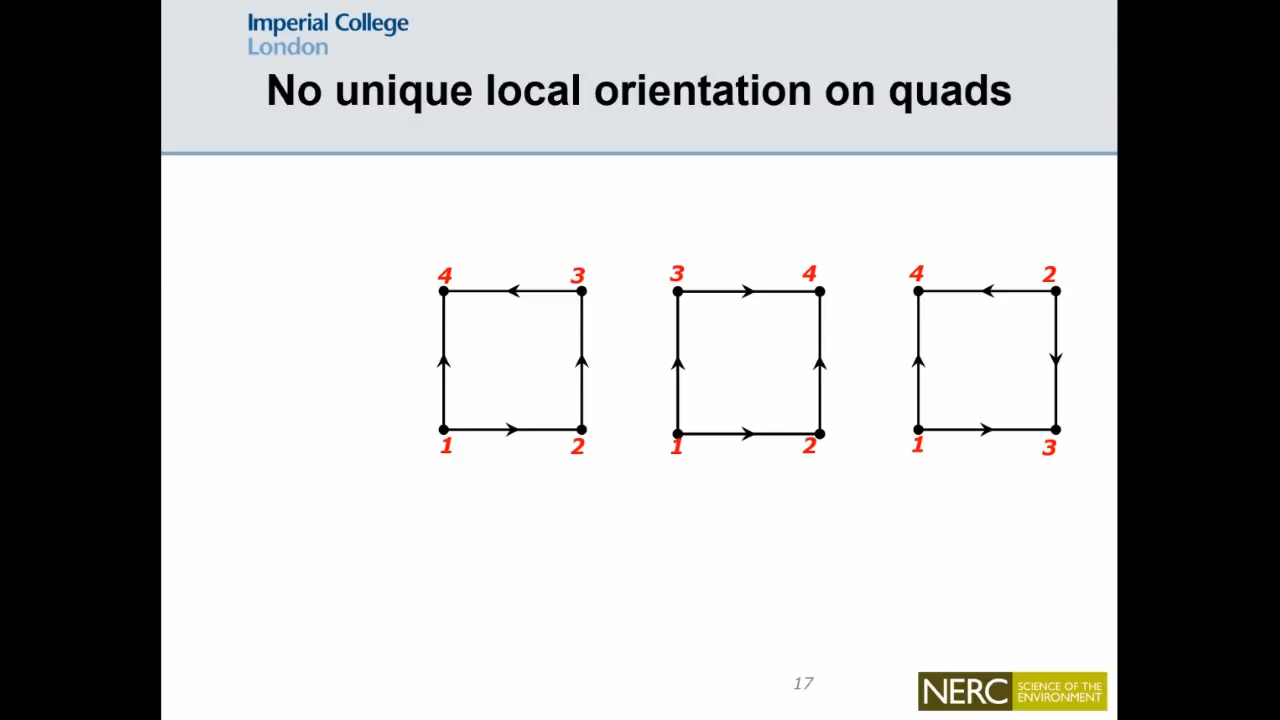 Imperial College
London
No unique local orientation on quads
4 3 3 4 4 2
1 2 1 2 1 3
17
NERC SCIENCE OF THE
ENVIRONMENT